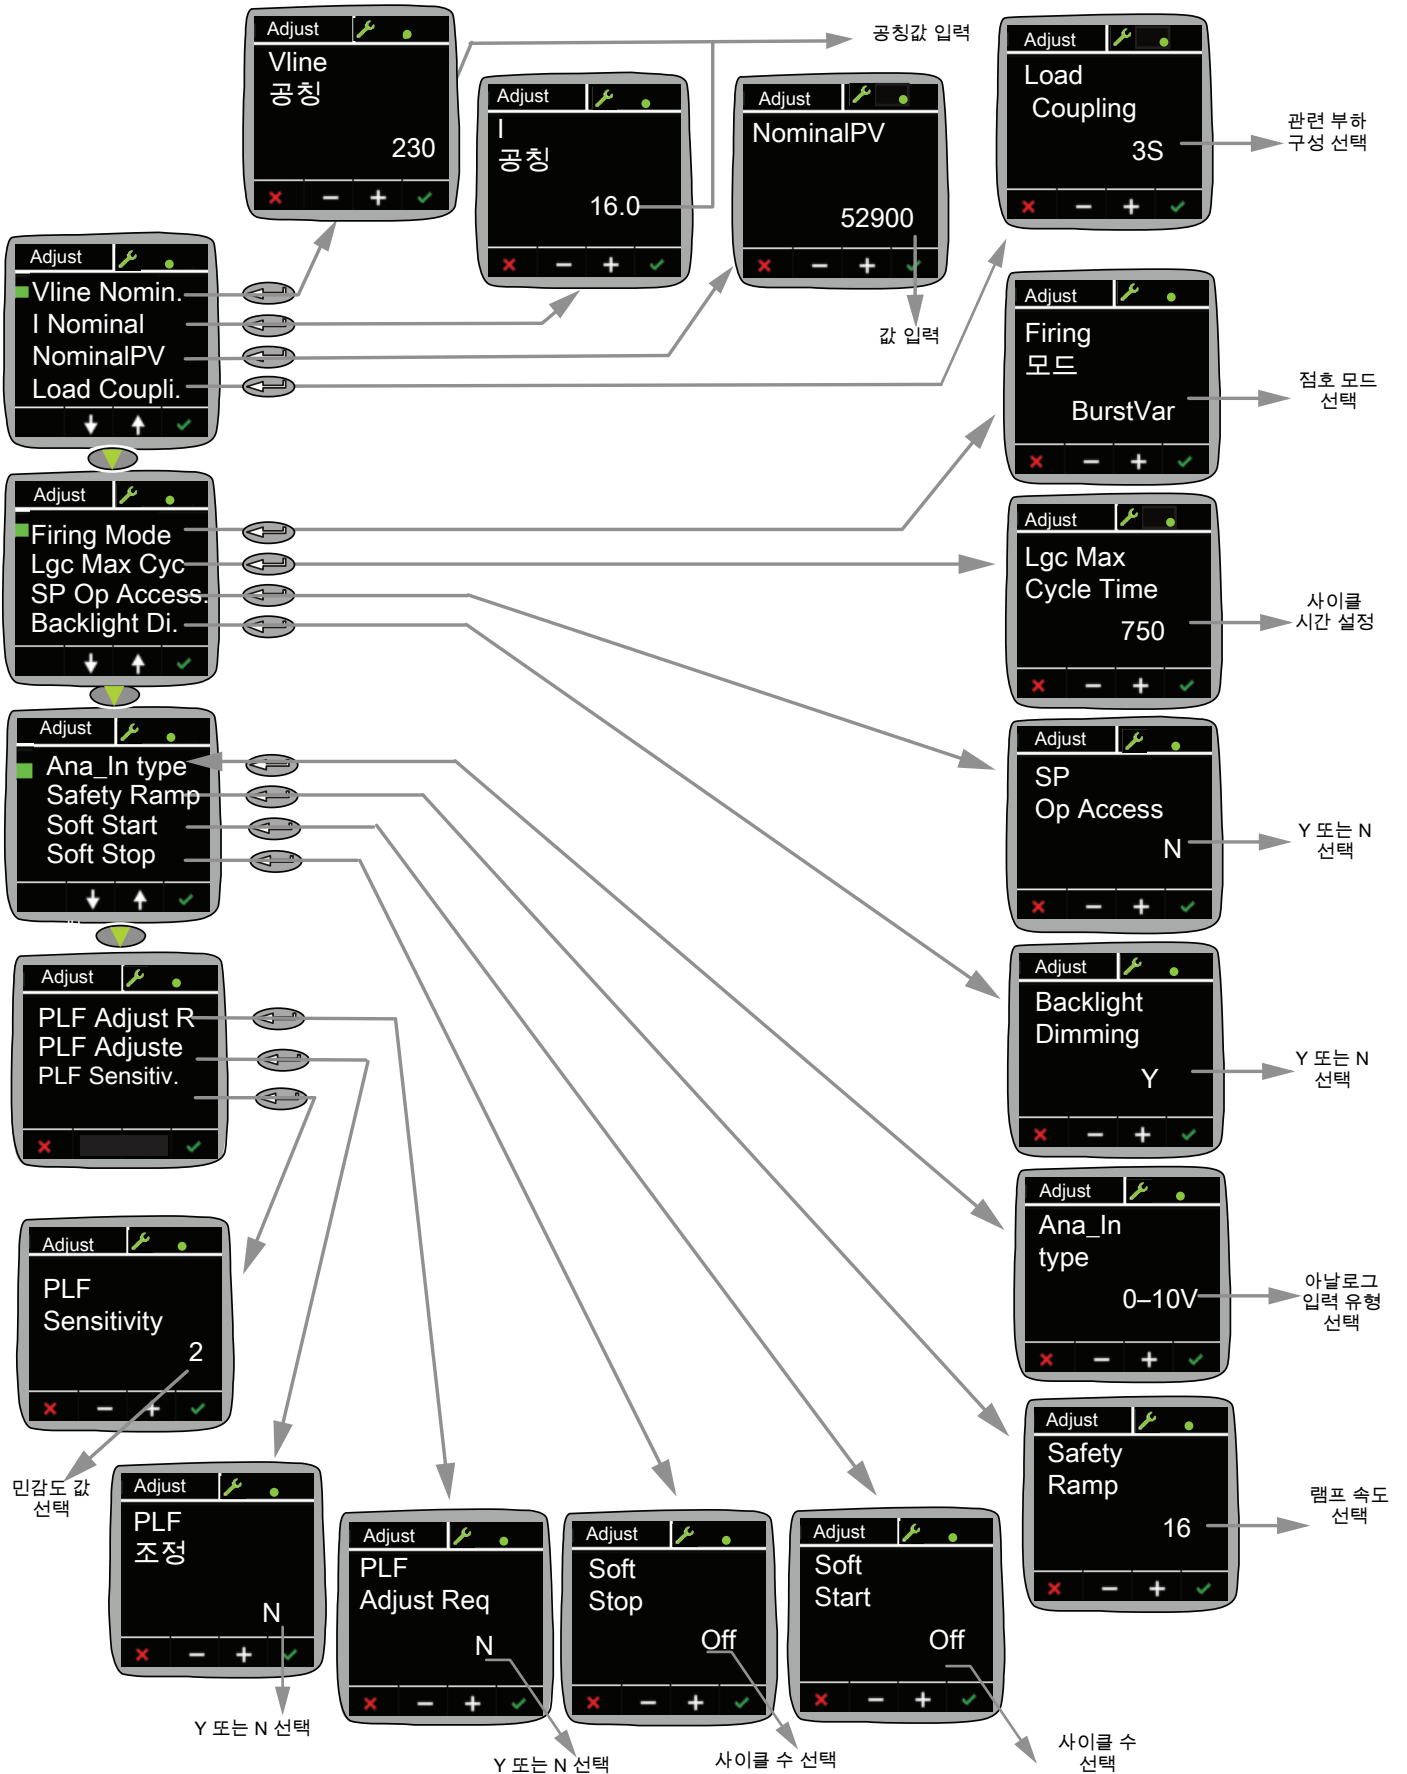 Adjust
Vline
공칭
230
공칭값 입력
Adjust
I
공칭
16.0
Adjust
NominalPV
52900
값 입력
Adjust
Load
Coupling
3S
관련 부하
구성 선택
Adjust
Vline Nomin.
I Nominal
NominalPV
Load Coupli.
Adjust
Firing
모드
BurstVar
점호 모드
선택
Adjust
Firing Mode
Lgc Max Cyc
SP Op Access.
Backlight Di.
Adjust
Lgc Max
Cycle Time
750
사이클
시간 설정
Adjust
Ana_In type
Safety Ramp
Soft Start
Soft Stop
Adjust
SP
Op Access
N
Y 또는 N
선택
Adjust
PLF Adjust R
PLF Adjuste
PLF Sensitiv.
Adjust
Backlight
Dimming
Y
Y 또는 N
선택
Adjust
Ana_In
type
0–10V
아날로그
입력 유형
선택
Adjust
PLF
Sensitivity
2
민감도 값
선택
Adjust
Safety
Ramp
16
램프 속도
선택
Adjust
PLF
조정
N
Y 또는 N 선택
Adjust
PLF
Adjust Req
N
Y 또는 N 선택
Adjust
Soft
Stop
Off
사이클 수 선택
Adjust
Soft
Start
Off
사이클 수
선택